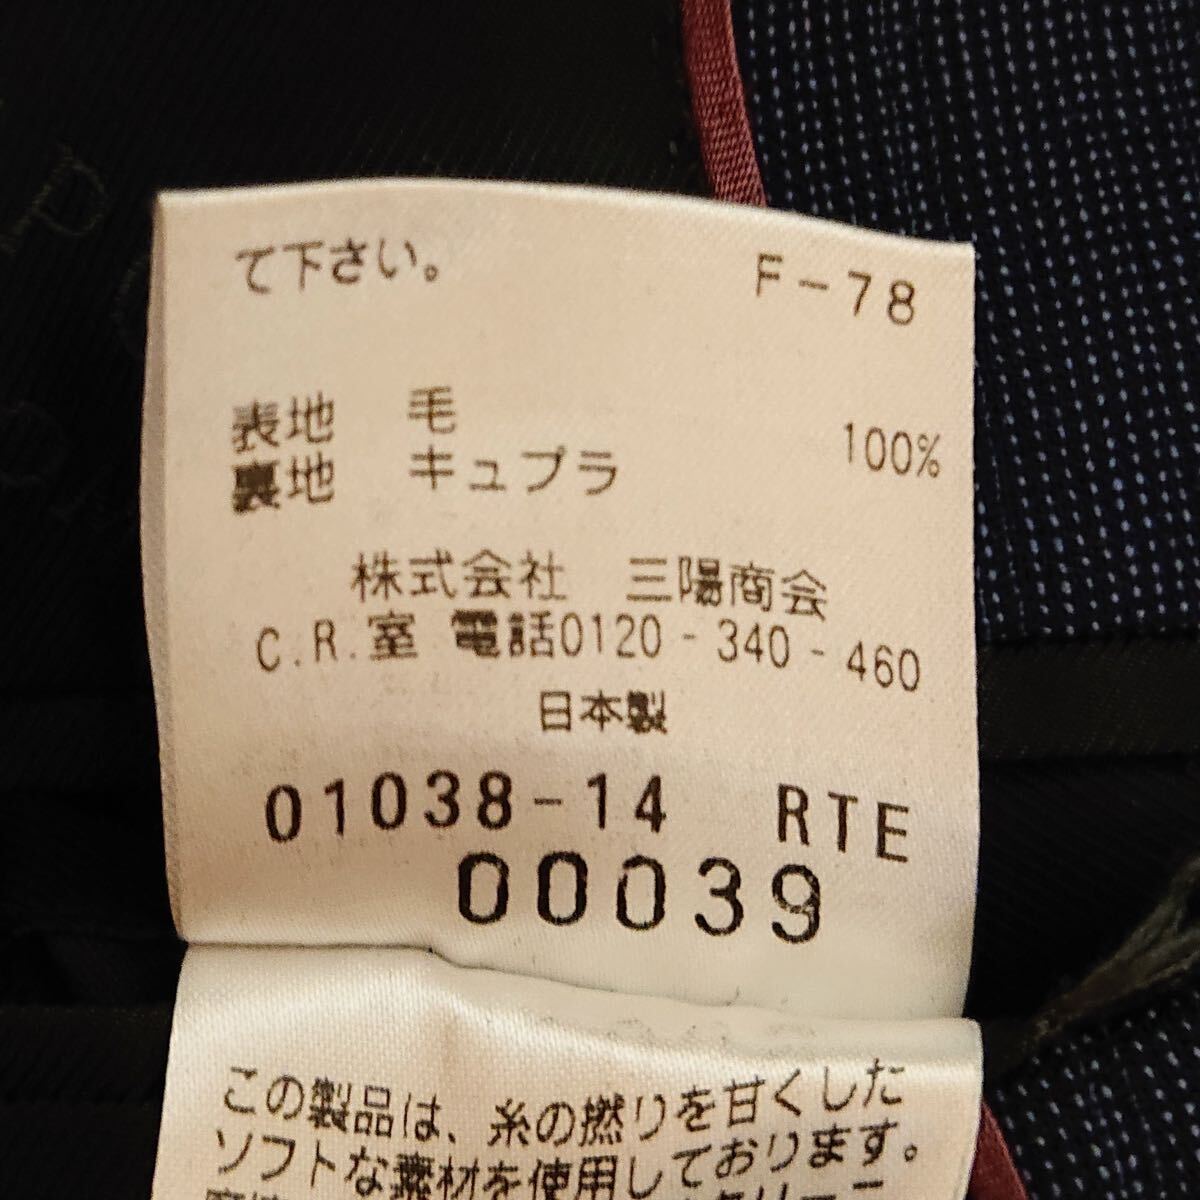 て下さい。 F-78
表地 毛 100%
裏地 キュプラ
株式会社 三陽商会
C.R.室 電話0120-340-460
日本製
01038-14 RTE
00039
この製品は、糸の撚りを甘くした
ソフトな素材を使用しております。